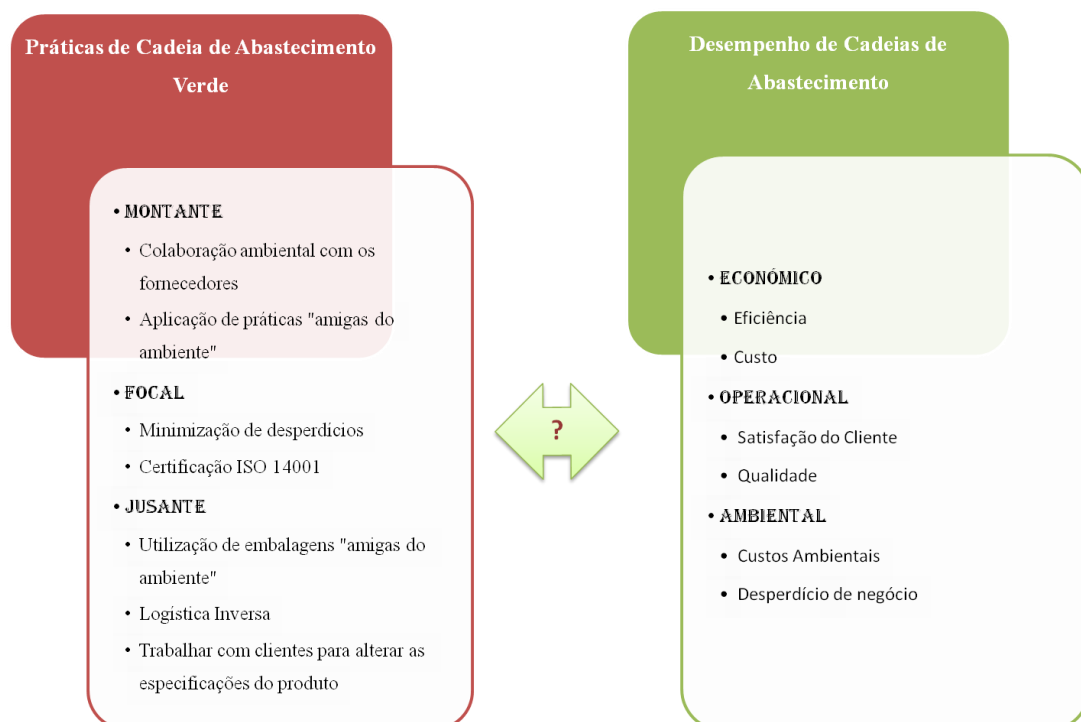 Práticas de Cadeia de Abastecimento
Verde
• MONTANTE
• Colaboração ambiental com os
fornecedores
• Aplicação de práticas "amigas do
ambiente"
• FOCAL
• Minimização de desperdícios
• Certificação ISO 14001
• JUSANTE
• Utilização de embalagens "amigas do
ambiente"
• Logística Inversa
• Trabalhar com clientes para alterar as
especificações do produto
?
Desempenho de Cadeias de
Abastecimento
• ECONÓMICO
• Eficiência
• Custo
• OPERACIONAL
• Satisfação do Cliente
• Qualidade
• AMBIENTAL
• Custos Ambientais
• Desperdício de negócio